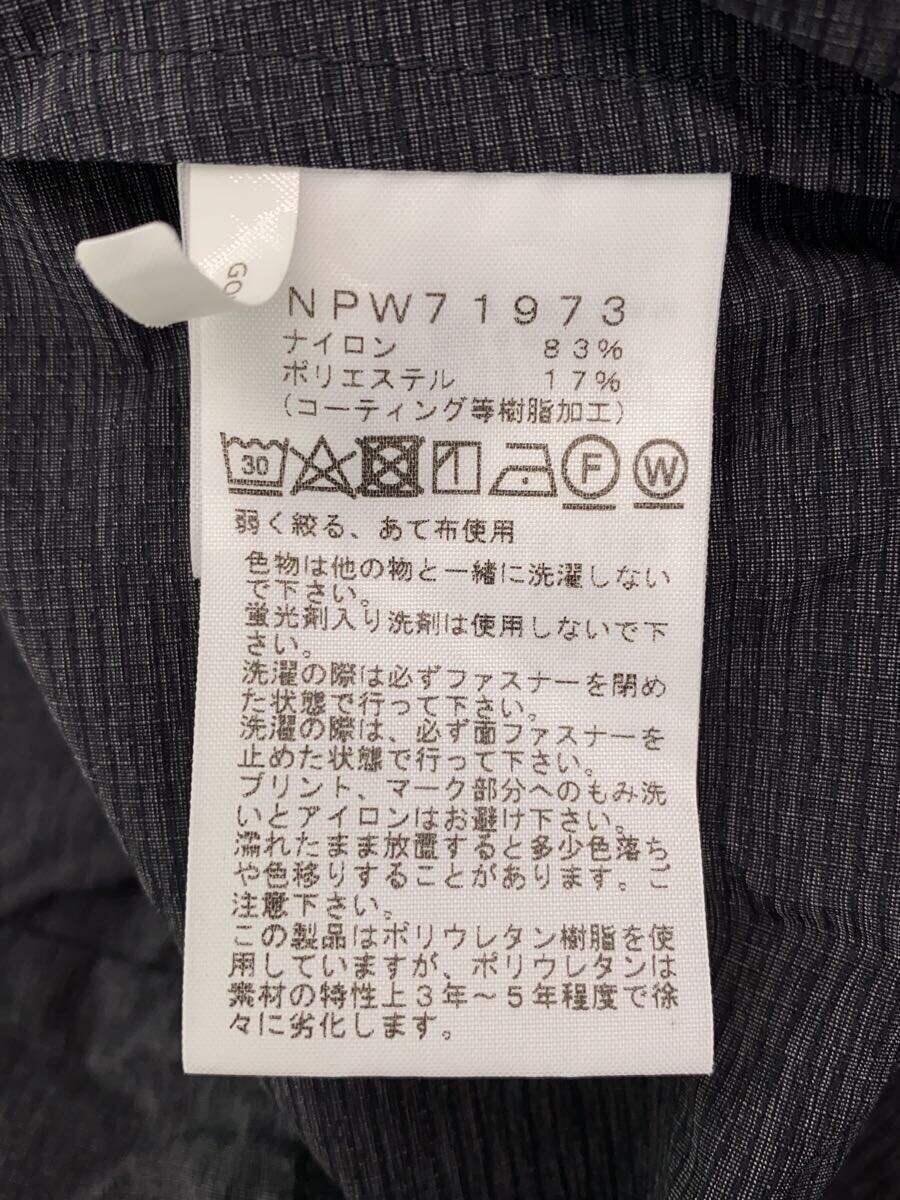 GO
NPW71973
ナイロン 83%
ポリエステル 17%
(コーティング等樹脂加工)
30 F W
弱く絞る、あて布使用
色物は他の物と一緒に洗濯しない
で下さい。
蛍光剤入り洗剤は使用しないで下
さい。
洗濯の際は必ずファスナーを閉め
た状態で行って下さい。
洗濯の際は、必ず面ファスナーを
止めた状態で行って下さい。
プリント、マーク部分へのもみ洗
いとアイロンはお避け下さい。
濡れたまま放置すると多少色落ち
や色移りすることがあります。ご
注意下さい。
この製品はポリウレタン樹脂を使
用していますが、ポリウレタンは
素材の特性上3年〜5年程度で徐
々に劣化します。